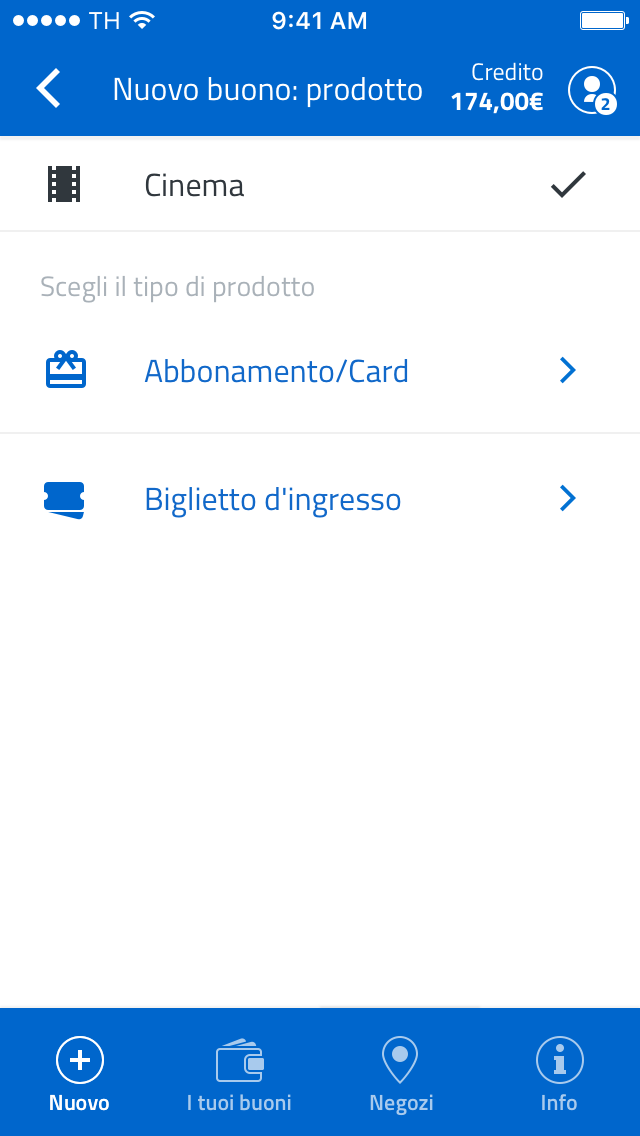 TH 9:41 AM
Nuovo buono: prodotto
Credito
174,00€
2
Cinema
Scegli il tipo di prodotto
Abbonamento/Card
Biglietto d'ingresso
Nuovo I tuoi buoni Negozi Info